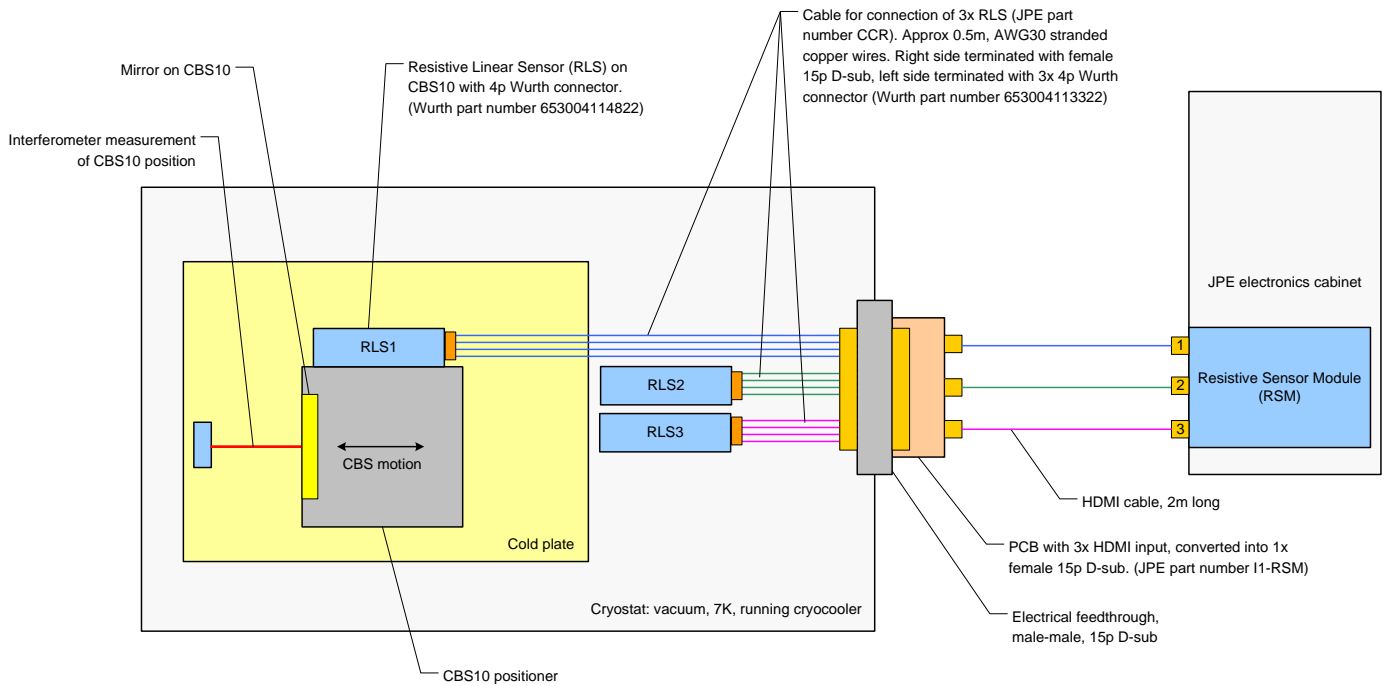 Cable for connection of 3x RLS (JPE part
number CCR). Approx 0.5m, AWG30 stranded
copper wires. Right side terminated with female
15p D-sub, left side terminated with 3x 4p Wurth
connector (Wurth part number 653004113322)
Mirror on CBS10
Resistive Linear Sensor (RLS) on
CBS10 with 4p Wurth connector.
(Wurth part number 653004114822)
Interferometer measurement
of CBS10 position
JPE electronics cabinet
RLS1
RLS2
RLS3
1
2
3
Resistive Sensor Module
(RSM)
CBS motion
HDMI cable, 2m long
Cold plate
PCB with 3x HDMI input, converted into 1x
female 15p D-sub. (JPE part number I1-RSM)
Cryostat: vacuum, 7K, running cryocooler
Electrical feedthrough,
male-male, 15p D-sub
CBS10 positioner